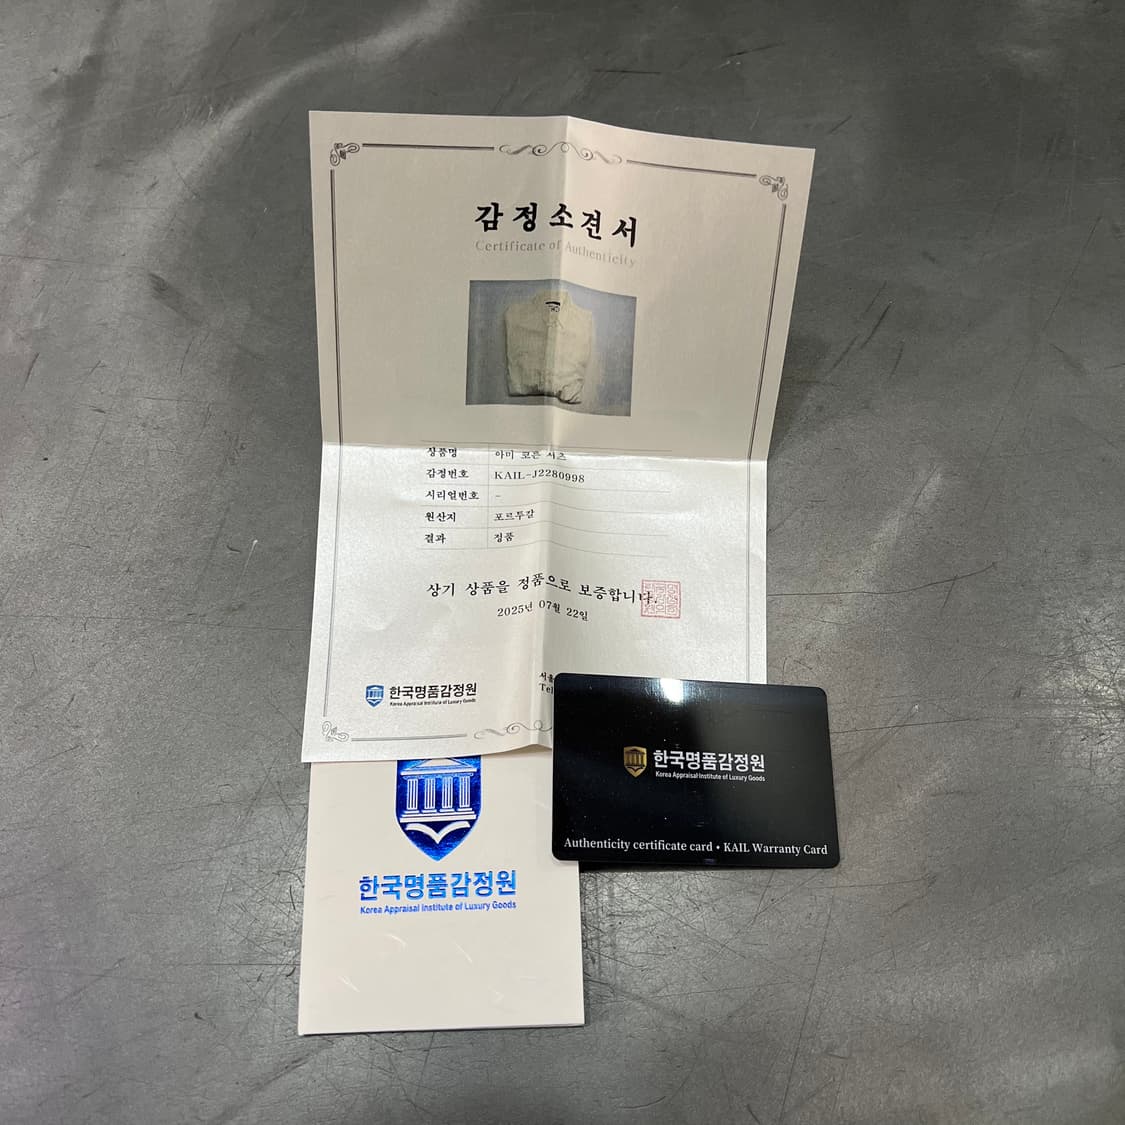 감정소견서
Certificate of Authenticity
상품명 아미 코튼 셔츠
감정번호 KAIL-J2280998
시리얼번호 -
원산지 포르투갈
결과 정품
상기 상품을 정품으로 보증합니다.
2025년 07월 22일
한국명품감정원
Korea Appraisal Institute of Luxury Goods
서울
Tel
한국명품감정원
Korea Appraisal Institute of Luxury Goods
Authenticity certificate card • KAIL Warranty Card
한국명품감정원
Korea Appraisal Institute of Luxury Goods